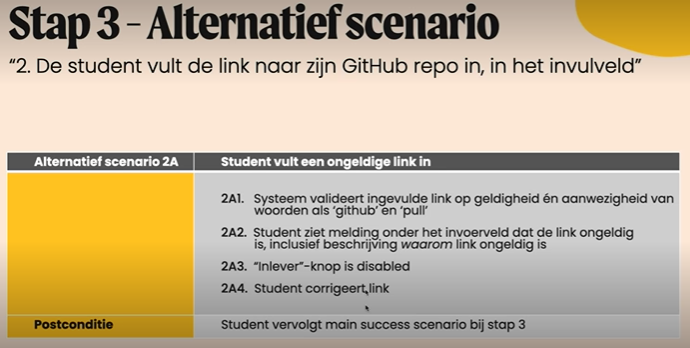 Stap 3 – Alternatief scenario
“2. De student vult de link naar zijn GitHub repo in, in het invulveld”
Alternatief scenario 2A Student vult een ongeldige link in
2A1. Systeem valideert ingevulde link op geldigheid én aanwezigheid van
woorden als ‘github’ en ‘pull’
2A2. Student ziet melding onder het invoerveld dat de link ongeldig
is, inclusief beschrijving waarom link ongeldig is
2A3. “Inlever”-knop is disabled
2A4. Student corrigeert link
Postconditie Student vervolgt main success scenario bij stap 3